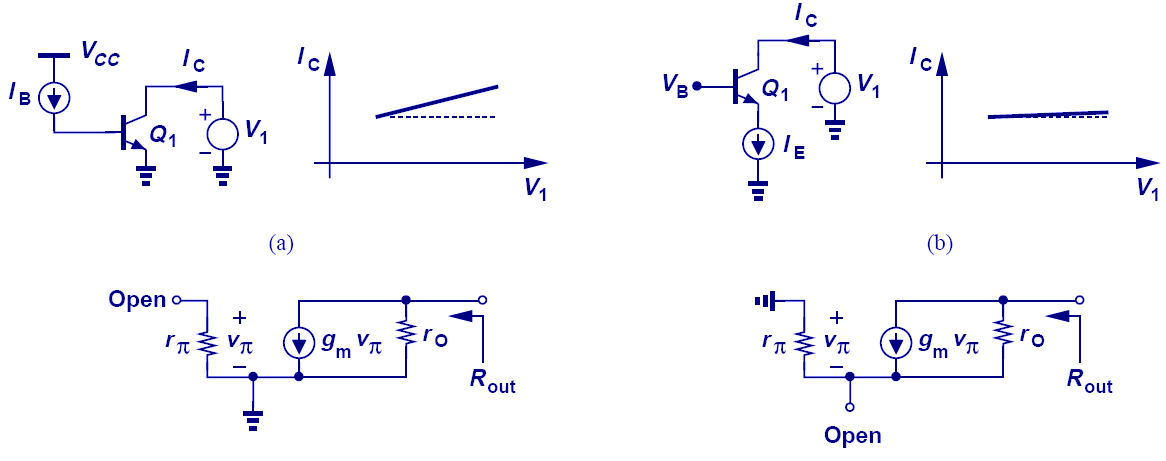 V_CC
I_B
I_C
Q_1
+
−
V_1
I_C
V_1
(a)
I_C
V_B
Q_1
+
−
V_1
I_E
I_C
V_1
(b)
Open
r_π
+
v_π
−
g_m v_π
r_O
R_out
r_π
+
v_π
−
g_m v_π
r_O
R_out
Open